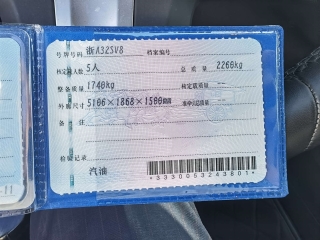 号牌号码 浙A325V8 档案编号
核定载人数 5人 总质量 2260kg
整备质量 1740kg 核定载质量 --
外廓尺寸 5106×1868×1500mm 准牵引总质量 --
备注
检验记录
汽油
*3330053243801*
11